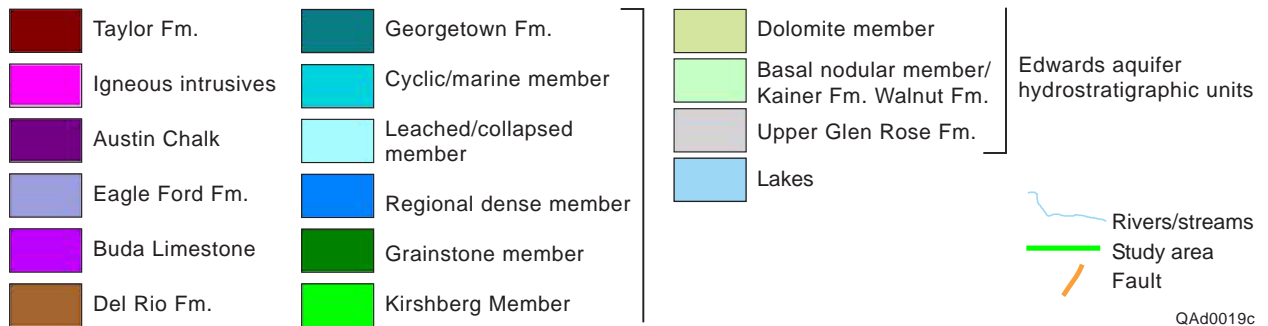 Taylor Fm.
Igneous intrusives
Austin Chalk
Eagle Ford Fm.
Buda Limestone
Del Rio Fm.
Georgetown Fm.
Cyclic/marine member
Leached/collapsed
member
Regional dense member
Grainstone member
Kirshberg Member
Dolomite member
Basal nodular member/
Kainer Fm. Walnut Fm.
Upper Glen Rose Fm.
Lakes
Edwards aquifer
hydrostratigraphic units
Rivers/streams
Study area
Fault
QAd0019c